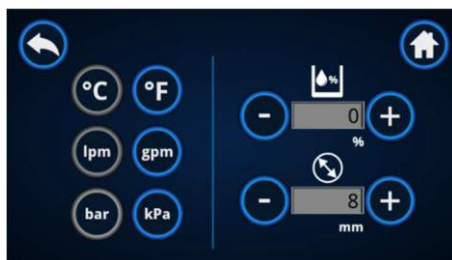 °C °F
lpm gpm
bar kPa
%
- 0 +
%
- 8 +
mm